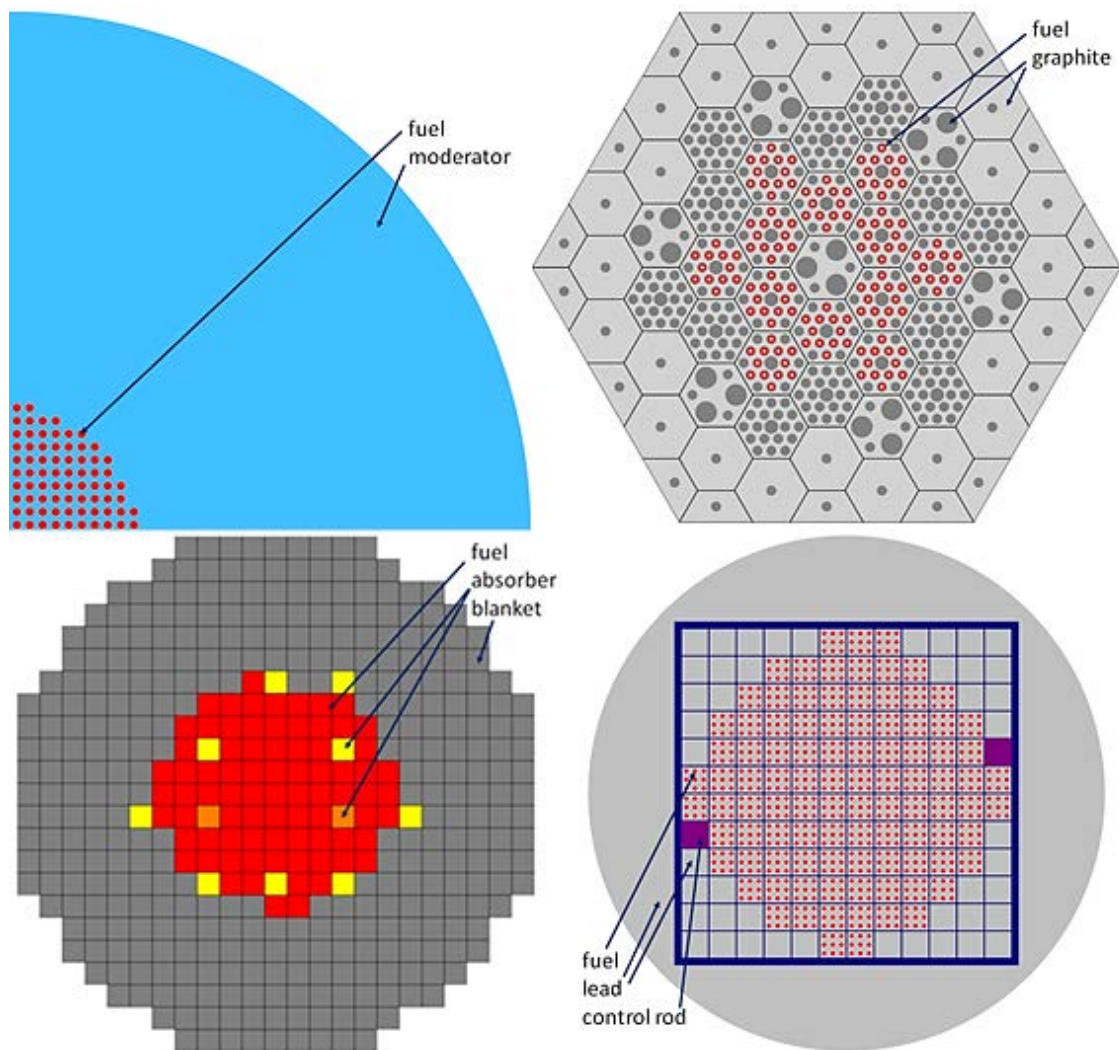 fuel
moderator
fuel
graphite
fuel
absorber
blanket
fuel
lead
control rod